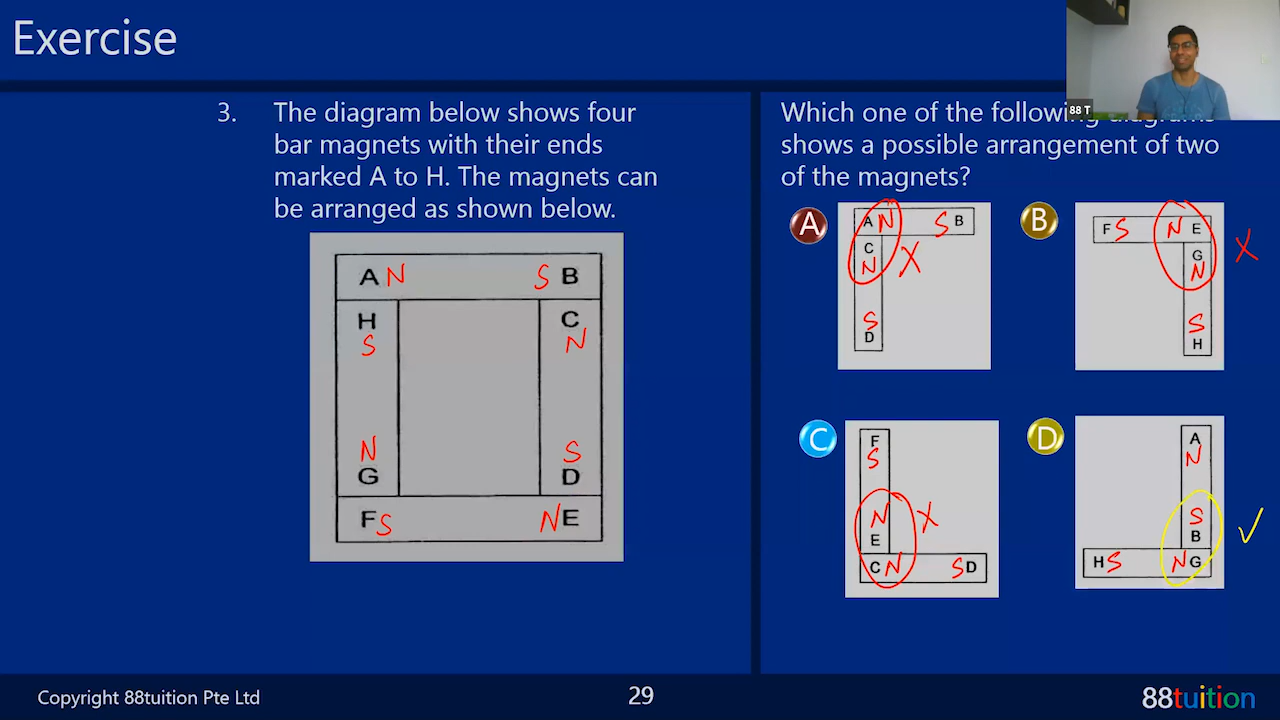 Exercise
88 T
3. The diagram below shows four
bar magnets with their ends
marked A to H. The magnets can
be arranged as shown below.
A N S B
H C
S N
N S
G D
F S N E
Which one of the following
shows a possible arrangement of two
of the magnets?
A
A N S B
C
N X
S
D
B
F S N E
G X
N
S
H
C
F
S
N X
E
C N S D
D
A
N
S
B
H S N G
Copyright 88tuition Pte Ltd
29
88tuition